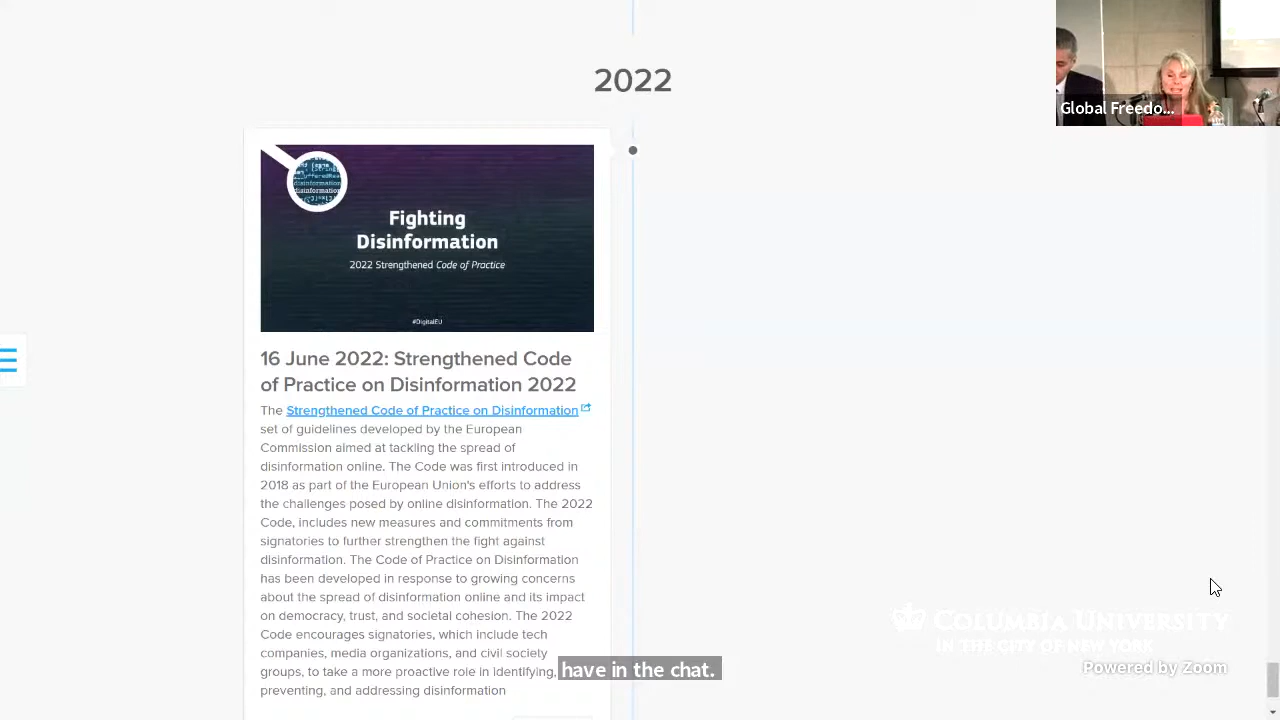 2022
Global Freedo...
disinformation
disinformation
Fighting
Disinformation
2022 Strengthened Code of Practice
#DigitalEU
16 June 2022: Strengthened Code
of Practice on Disinformation 2022
The Strengthened Code of Practice on Disinformation
set of guidelines developed by the European
Commission aimed at tackling the spread of
disinformation online. The Code was first introduced in
2018 as part of the European Union's efforts to address
the challenges posed by online disinformation. The 2022
Code, includes new measures and commitments from
signatories to further strengthen the fight against
disinformation. The Code of Practice on Disinformation
has been developed in response to growing concerns
about the spread of disinformation online and its impact
on democracy, trust, and societal cohesion. The 2022
Code encourages signatories, which include tech
companies, media organizations, and civil society
groups, to take a more proactive role in identifying,
preventing, and addressing disinformation
have in the chat.
COLUMBIA UNIVERSITY
IN THE CITY OF NEW YORK
Powered by Zoom